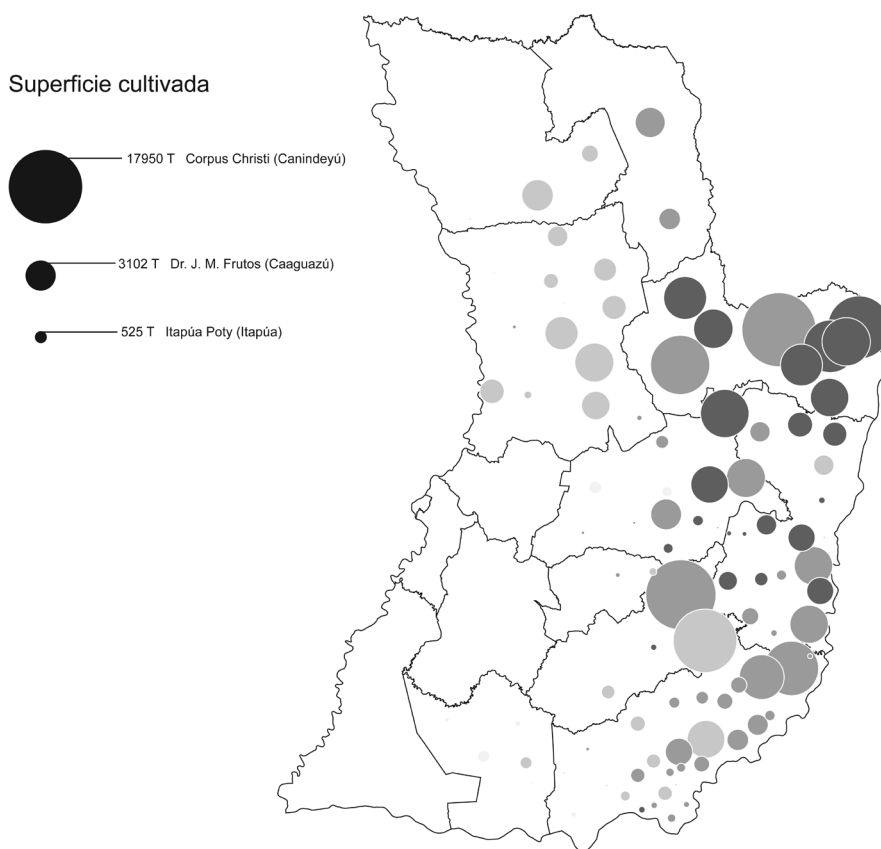 Superficie cultivada
17950 T Corpus Christi (Canindeyú)
3102 T Dr. J. M. Frutos (Caaguazú)
525 T Itapúa Poty (Itapúa)